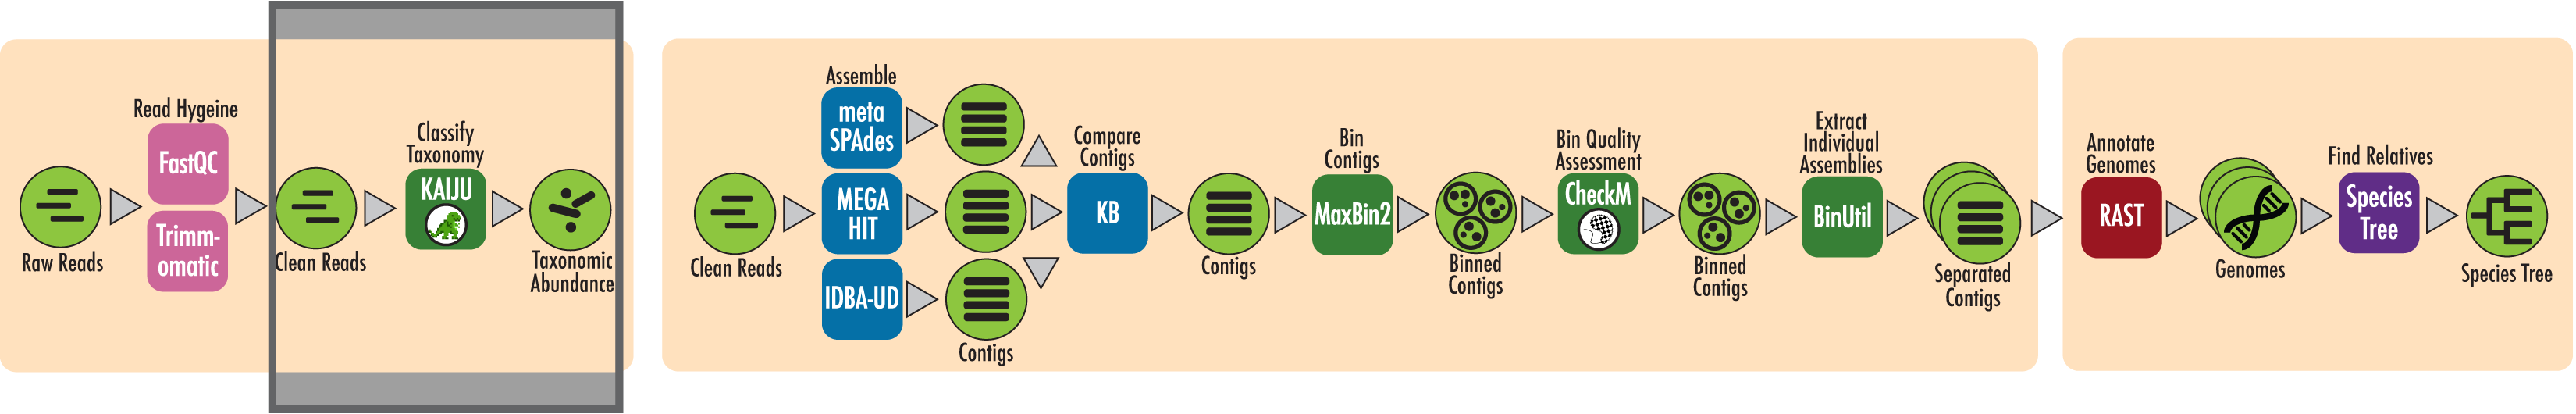 Read Hygeine
FastQC
Trimm-
omatic
Raw Reads
Clean Reads
Classify
Taxonomy
KAIJU
Taxonomic
Abundance
Clean Reads
Assemble
meta
SPAdes
MEGA
HIT
IDBA-UD
Contigs
Compare
Contigs
KB
Contigs
Bin
Contigs
MaxBin2
Binned
Contigs
Bin Quality
Assessment
CheckM
Binned
Contigs
Extract
Individual
Assemblies
BinUtil
Separated
Contigs
Annotate
Genomes
RAST
Genomes
Find Relatives
Species
Tree
Species Tree